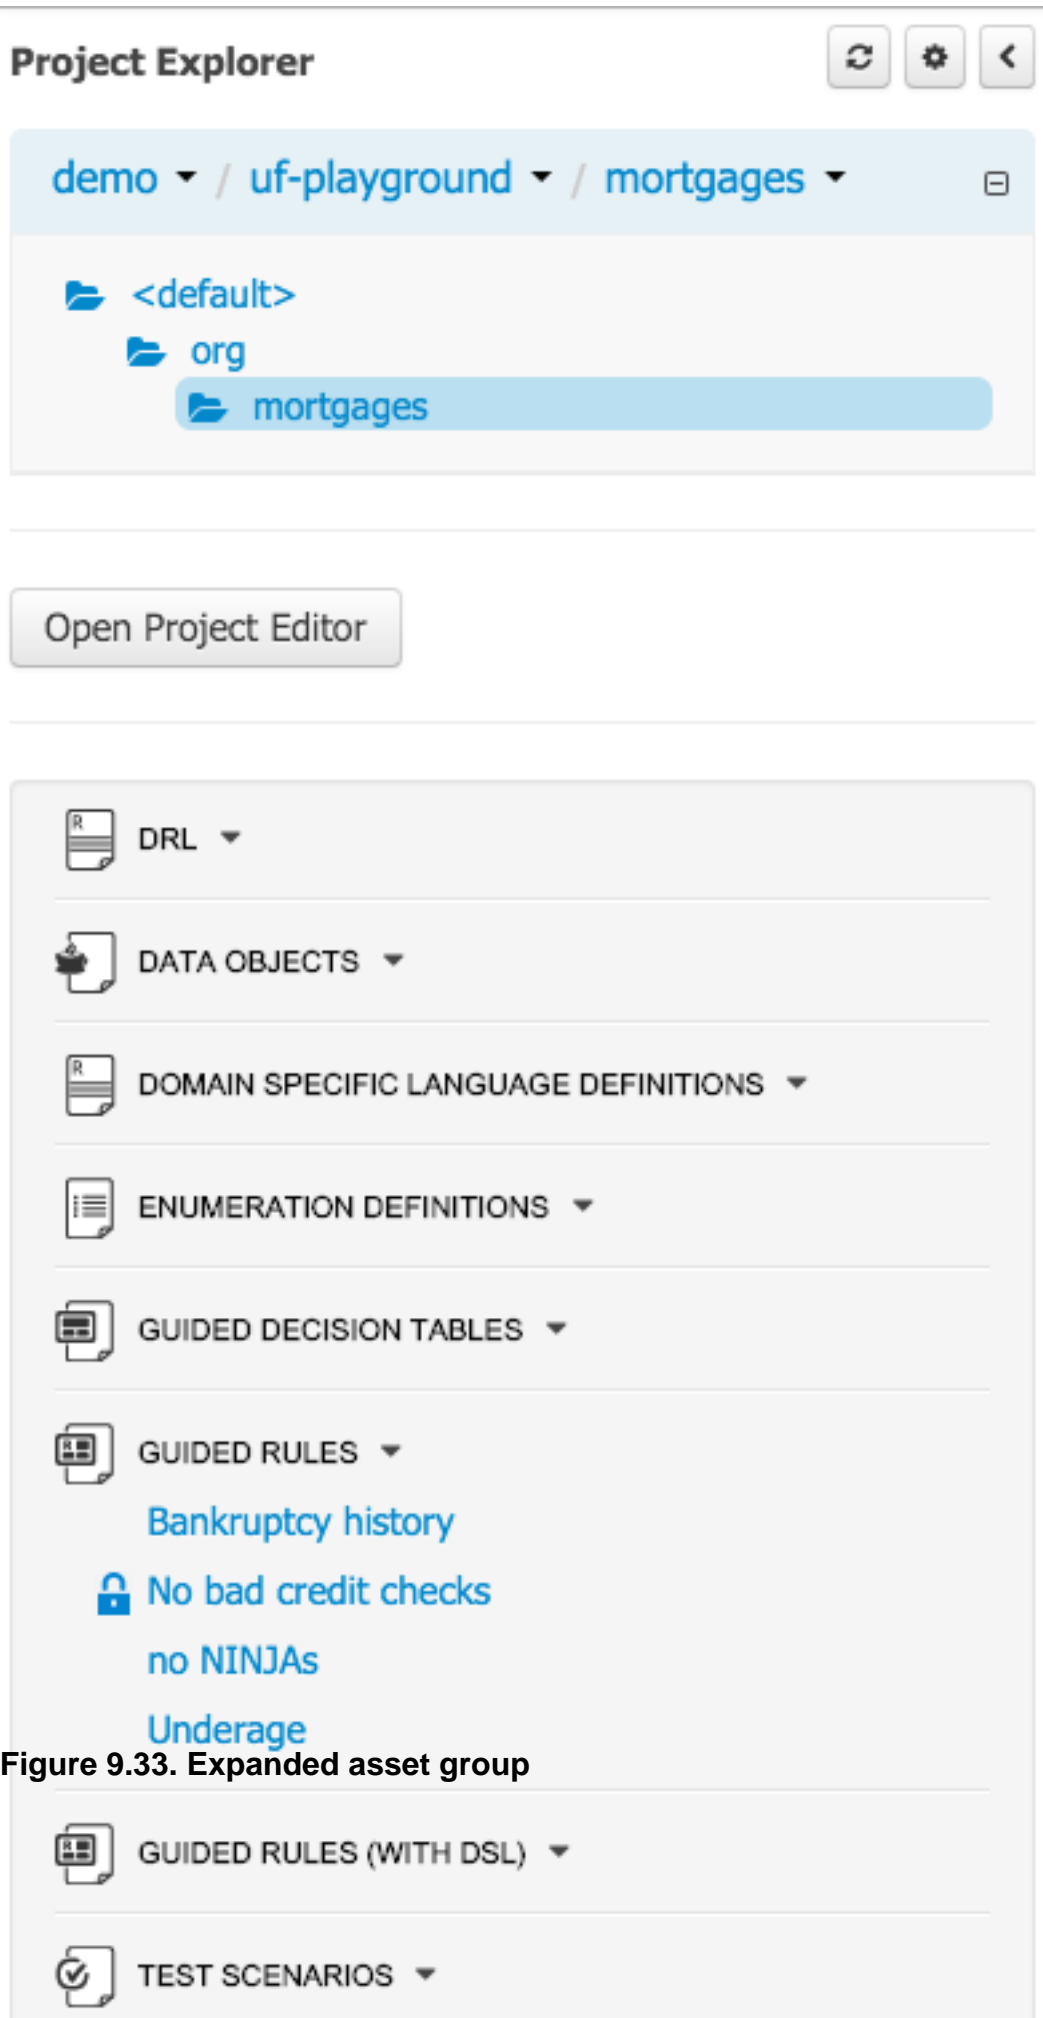 Project Explorer
demo / uf-playground / mortgages
<default>
org
mortgages
Open Project Editor
DRL
DATA OBJECTS
DOMAIN SPECIFIC LANGUAGE DEFINITIONS
ENUMERATION DEFINITIONS
GUIDED DECISION TABLES
GUIDED RULES
Bankruptcy history
No bad credit checks
no NINJAs
Underage
Figure 9.33. Expanded asset group
GUIDED RULES (WITH DSL)
TEST SCENARIOS